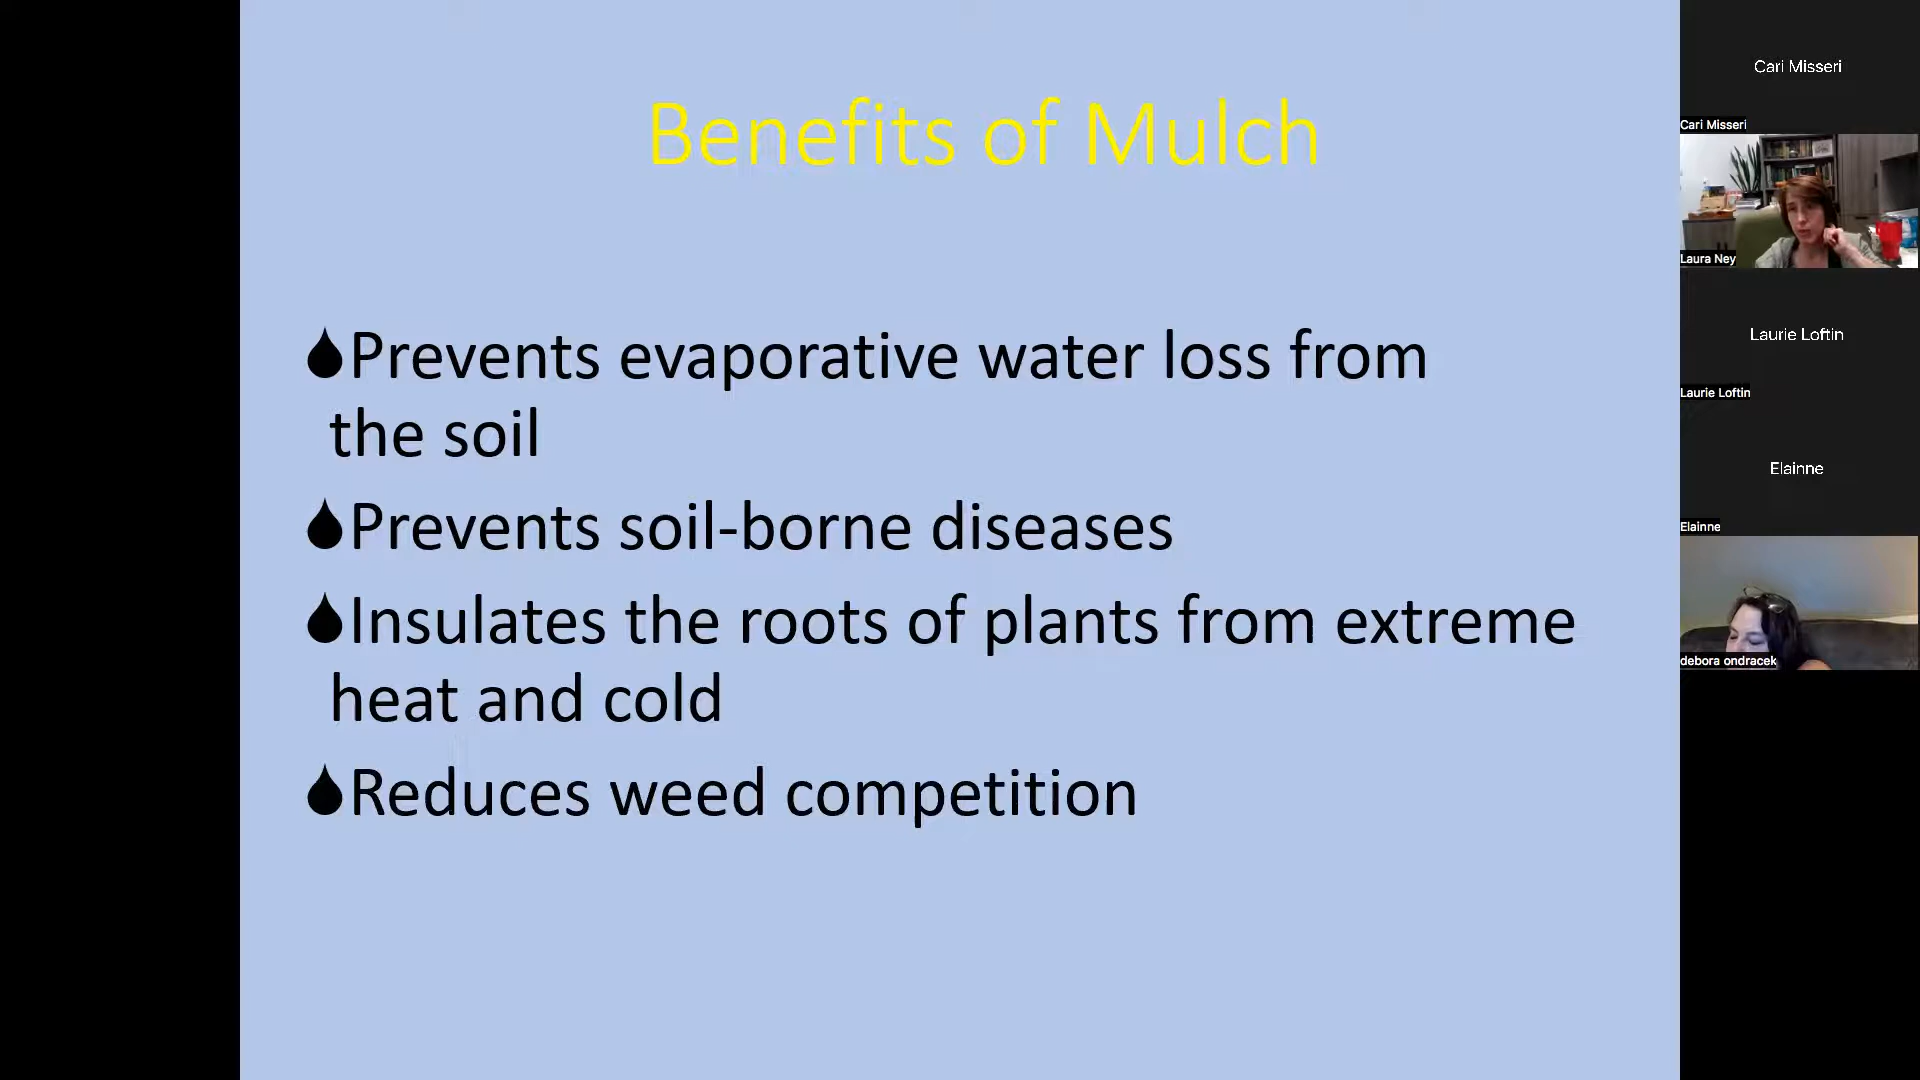 Benefits of Mulch
Prevents evaporative water loss from
the soil
Prevents soil-borne diseases
Insulates the roots of plants from extreme
heat and cold
Reduces weed competition
Cari Misseri
Cari Misseri
Laura Ney
Laurie Loftin
Laurie Loftin
Elainne
Elainne
debora ondracek